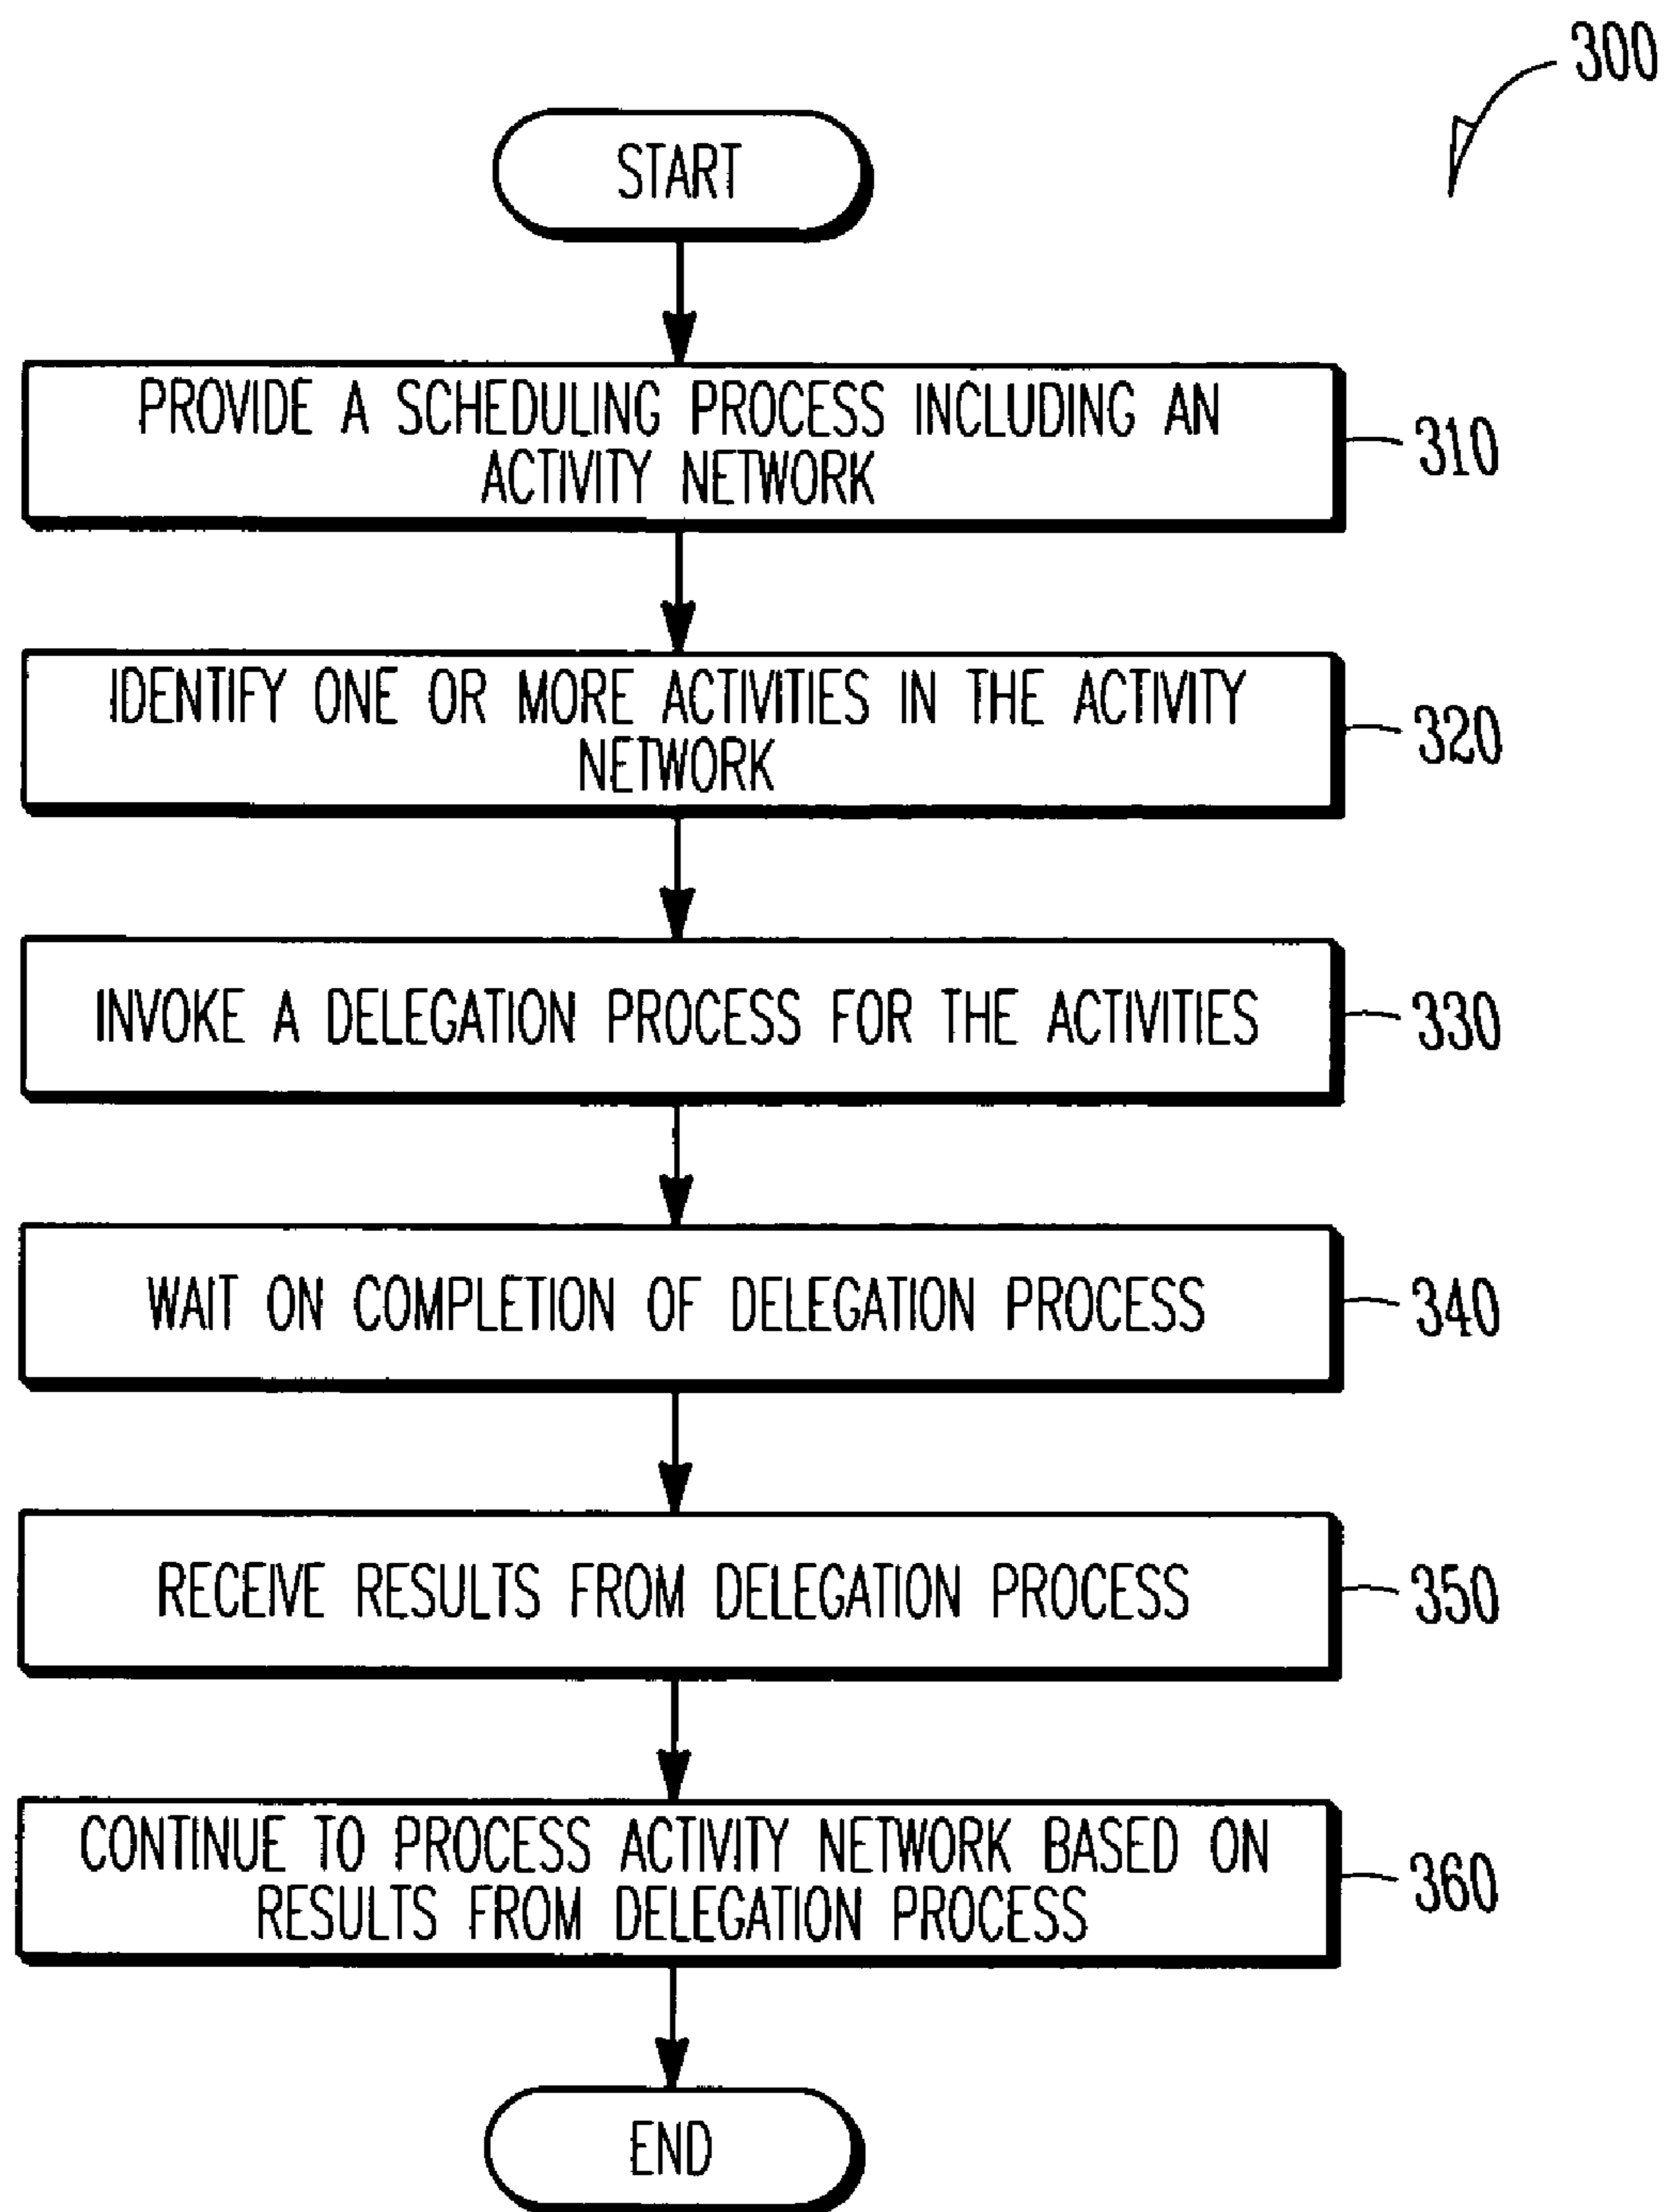 300
START
PROVIDE A SCHEDULING PROCESS INCLUDING AN
ACTIVITY NETWORK
310
IDENTIFY ONE OR MORE ACTIVITIES IN THE ACTIVITY
NETWORK
320
INVOKE A DELEGATION PROCESS FOR THE ACTIVITIES
330
WAIT ON COMPLETION OF DELEGATION PROCESS
340
RECEIVE RESULTS FROM DELEGATION PROCESS
350
CONTINUE TO PROCESS ACTIVITY NETWORK BASED ON
RESULTS FROM DELEGATION PROCESS
360
END